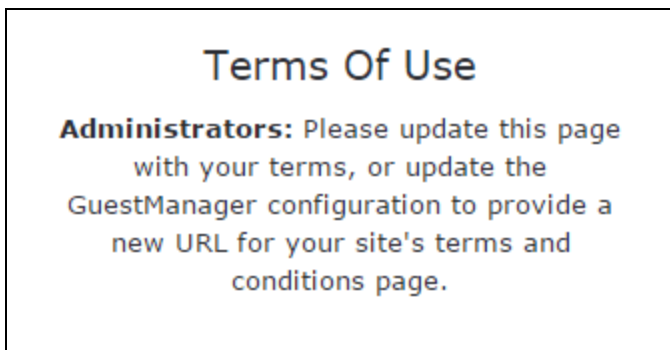 Terms Of Use
Administrators: Please update this page
with your terms, or update the
GuestManager configuration to provide a
new URL for your site's terms and
conditions page.